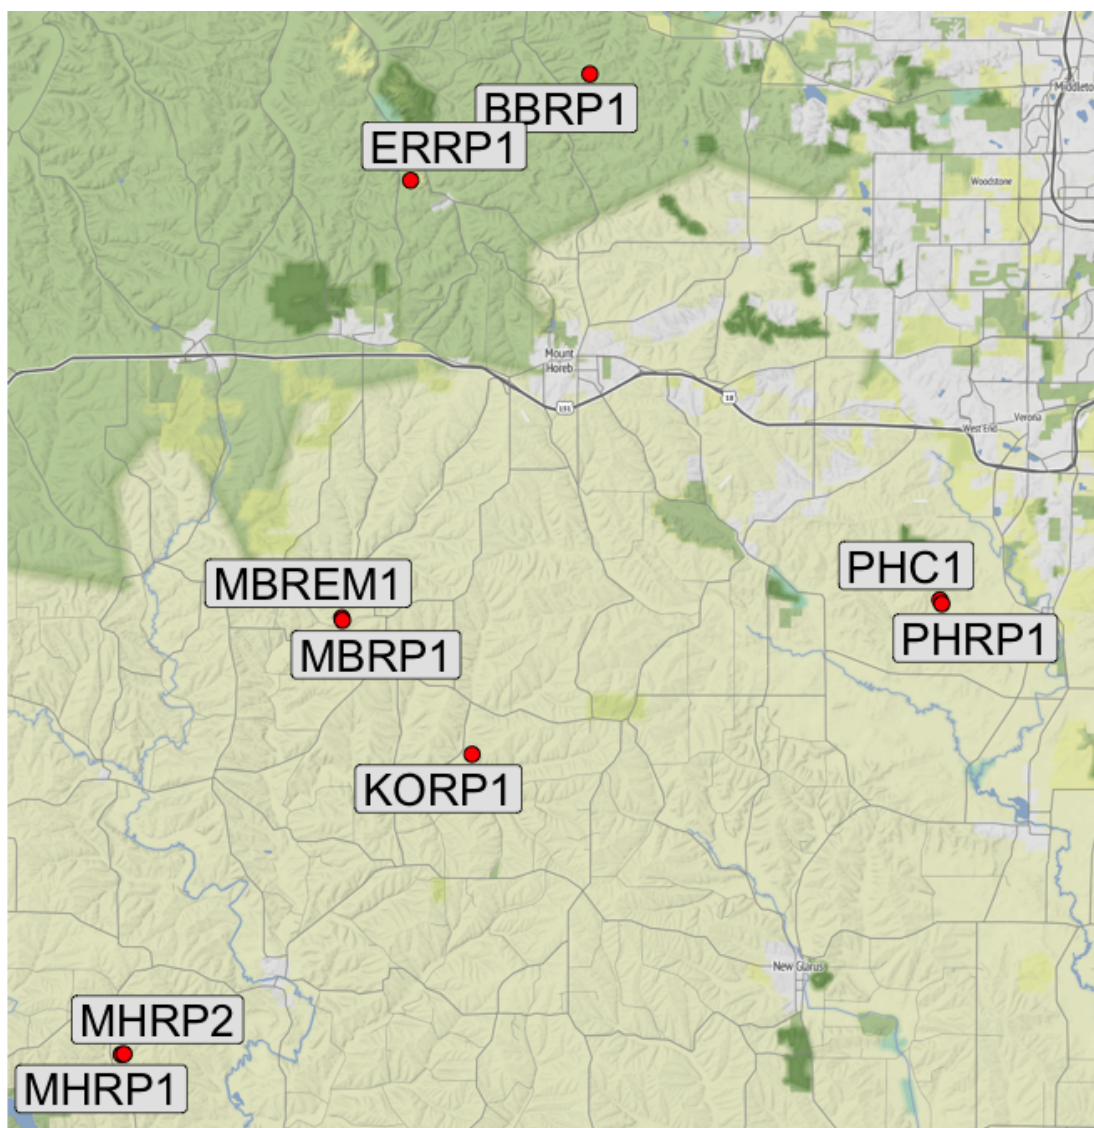 BBRP1
Middleto
ERRP1
Woodstone
Mount
Horeb
18
151
Verona
West End
MBREM1
PHC1
MBRP1
PHRP1
KORP1
New Glarus
MHRP2
MHRP1